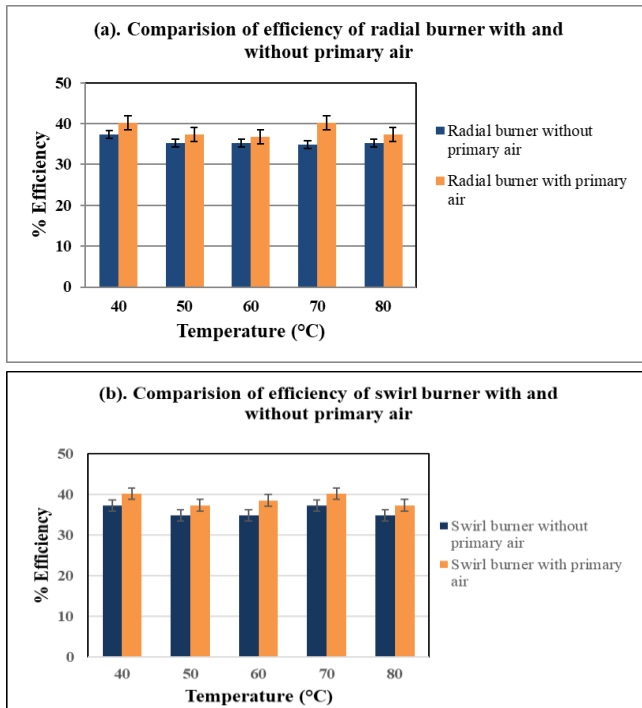 (a). Comparision of efficiency of radial burner with and
without primary air
50
40
30
20
10
0
% Efficiency
40 50 60 70 80
Temperature (°C)
Radial burner without
primary air
Radial burner with primary
air
(b). Comparision of efficiency of swirl burner with and
without primary air
50
40
30
20
10
0
% Efficiency
40 50 60 70 80
Temperature (°C)
Swirl burner without
primary air
Swirl burner with primary
air